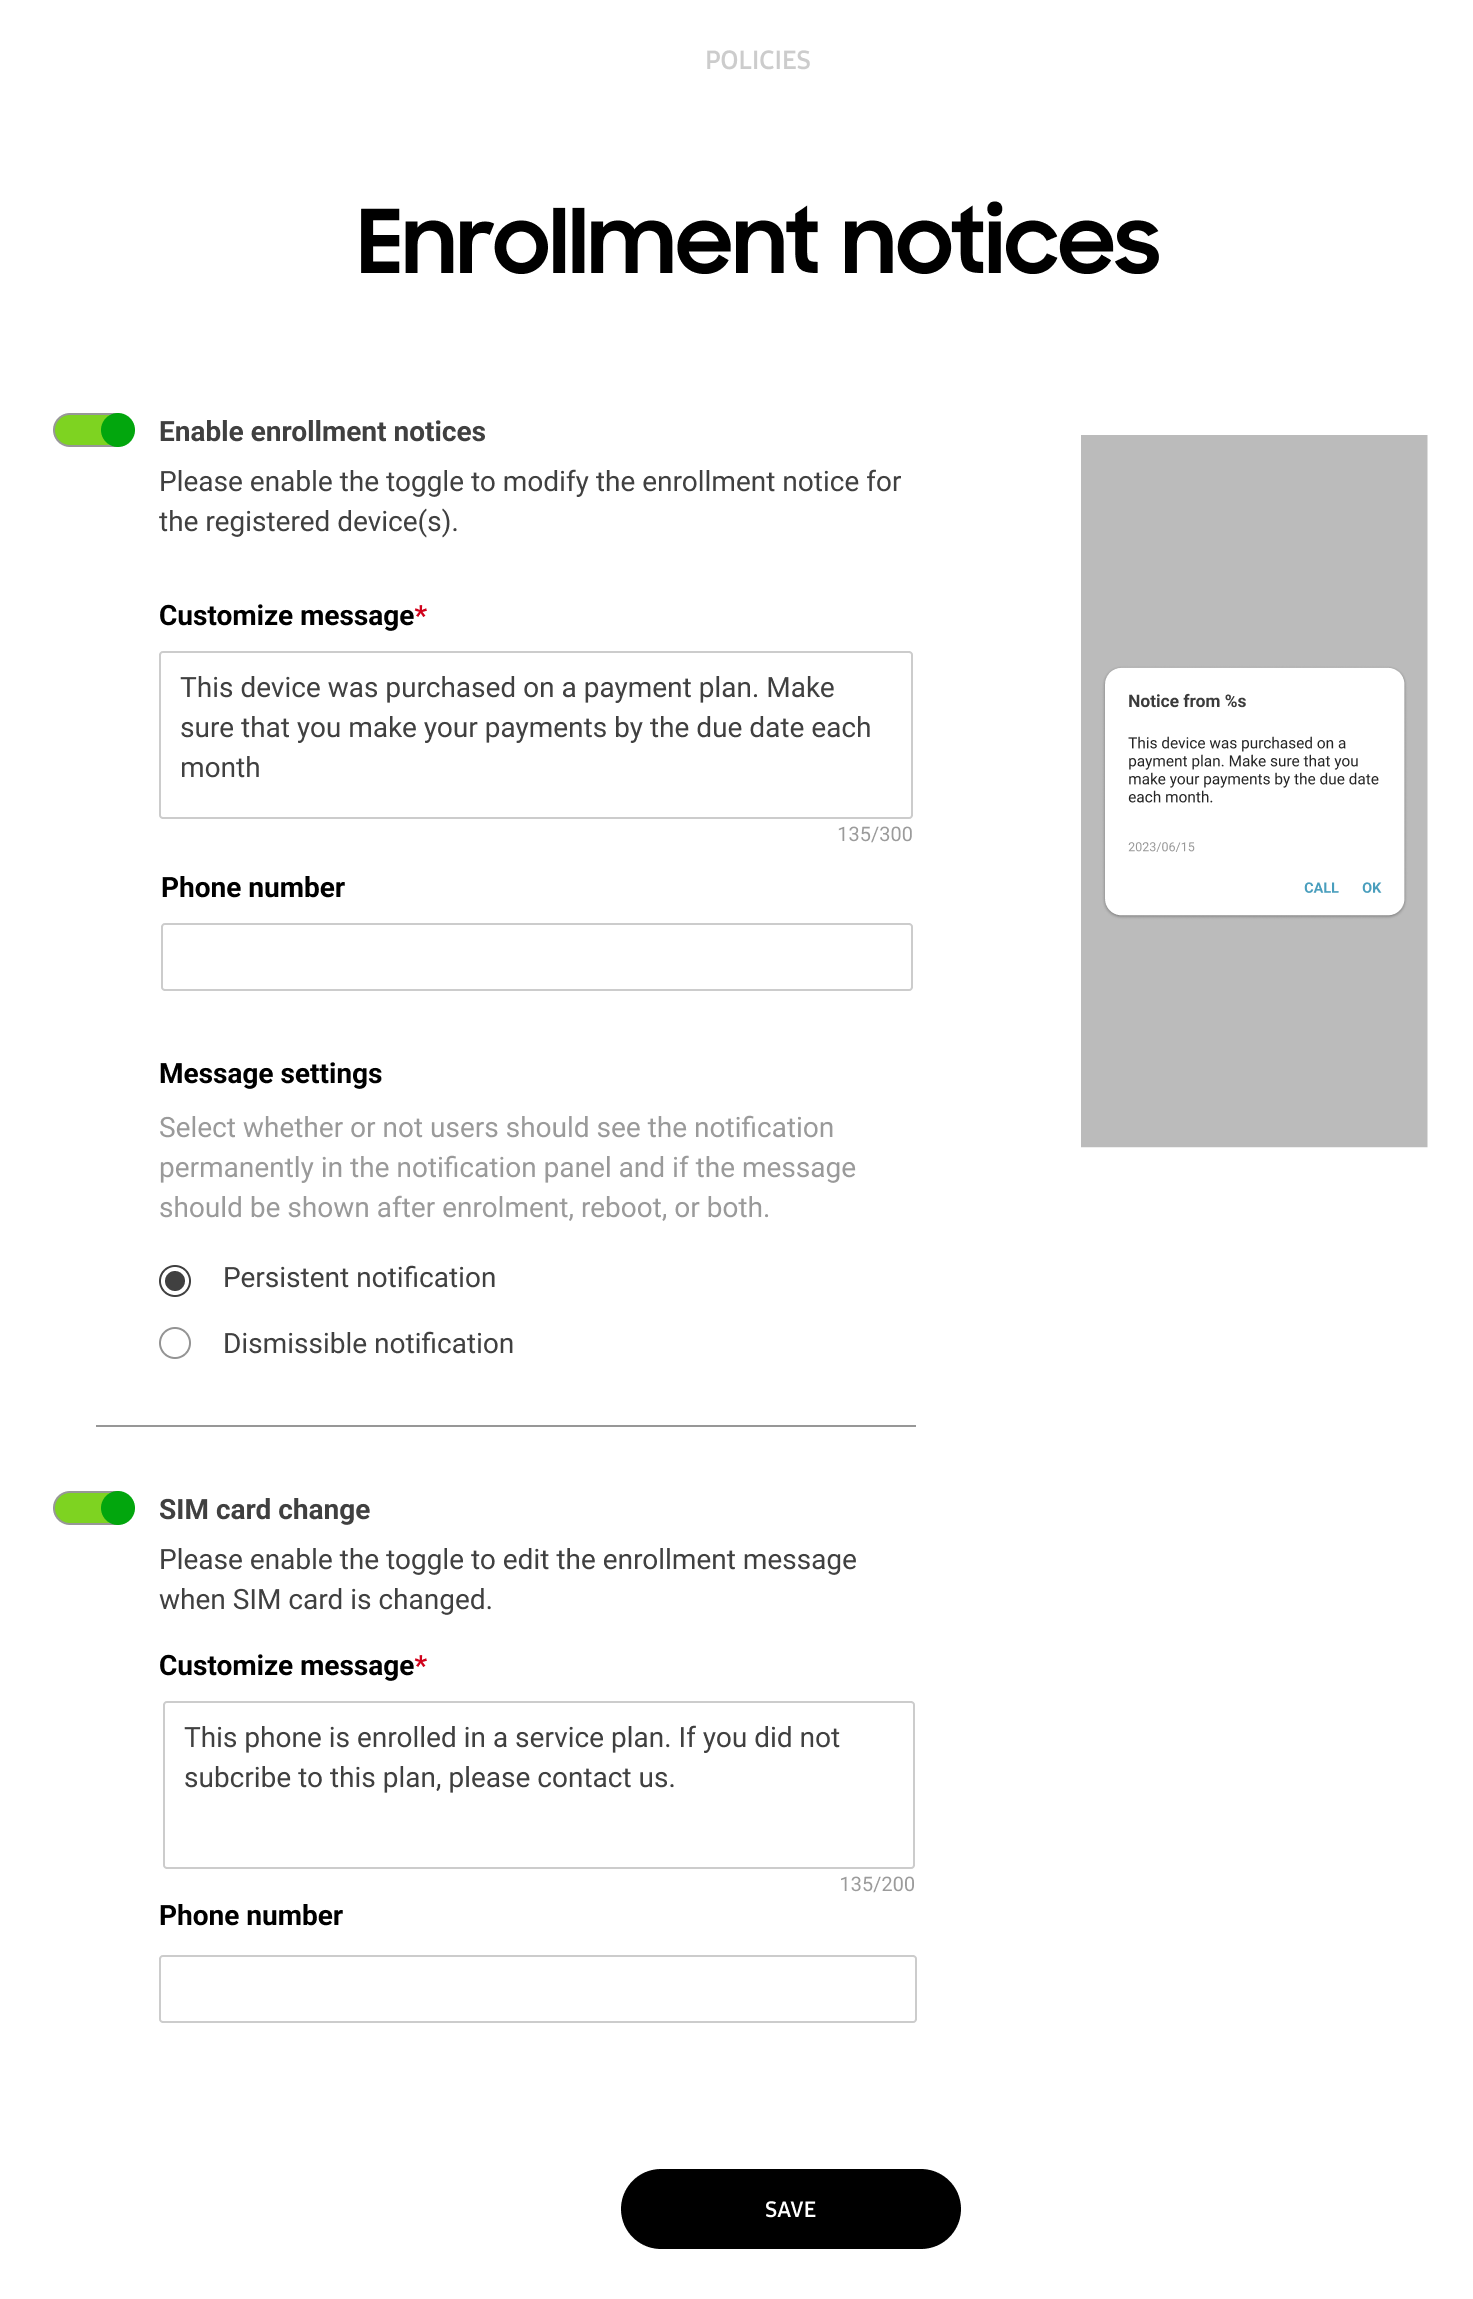 POLICIES
Enrollment notices
Enable enrollment notices
Please enable the toggle to modify the enrollment notice for
the registered device(s).
Customize message*
This device was purchased on a payment plan. Make
sure that you make your payments by the due date each
month
135/300
Phone number
Message settings
Select whether or not users should see the notification
permanently in the notification panel and if the message
should be shown after enrolment, reboot, or both.
Persistent notification
Dismissible notification
Notice from %s
This device was purchased on a
payment plan. Make sure that you
make your payments by the due date
each month.
2023/06/15
CALL OK
SIM card change
Please enable the toggle to edit the enrollment message
when SIM card is changed.
Customize message*
This phone is enrolled in a service plan. If you did not
subcribe to this plan, please contact us.
135/200
Phone number
SAVE